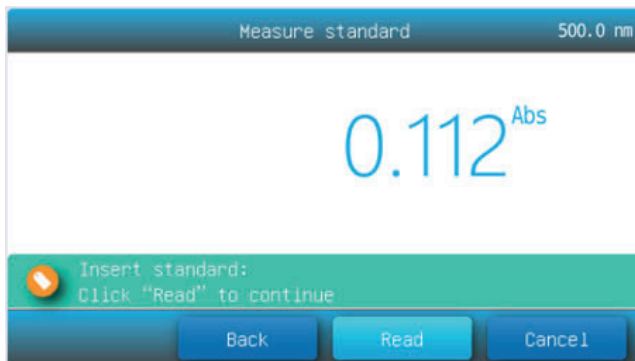 Measure standard 500.0 nm
0.112 Abs
Insert standard:
Click “Read” to continue
Back Read Cancel